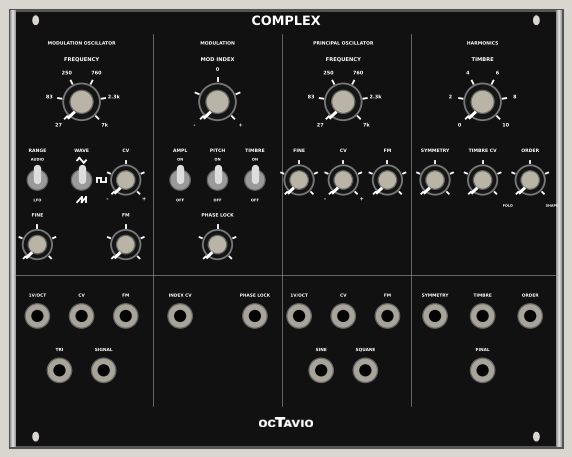 COMPLEX
MODULATION OSCILLATOR MODULATION PRINCIPAL OSCILLATOR HARMONICS
FREQUENCY MOD INDEX FREQUENCY TIMBRE
250 760 0 250 760 4 6
83 2.3k 83 2.3k 2 8
27 7k - + 27 7k 0 10
RANGE WAVE CV AMPL PITCH TIMBRE FINE CV FM SYMMETRY TIMBRE CV ORDER
AUDIO ON ON ON
LFO - + OFF OFF OFF - +
FOLD SHAPE
FINE FM PHASE LOCK
1V/OCT CV FM INDEX CV PHASE LOCK 1V/OCT CV FM SYMMETRY TIMBRE ORDER
TRI SIGNAL SINE SQUARE FINAL
OCTAVIO